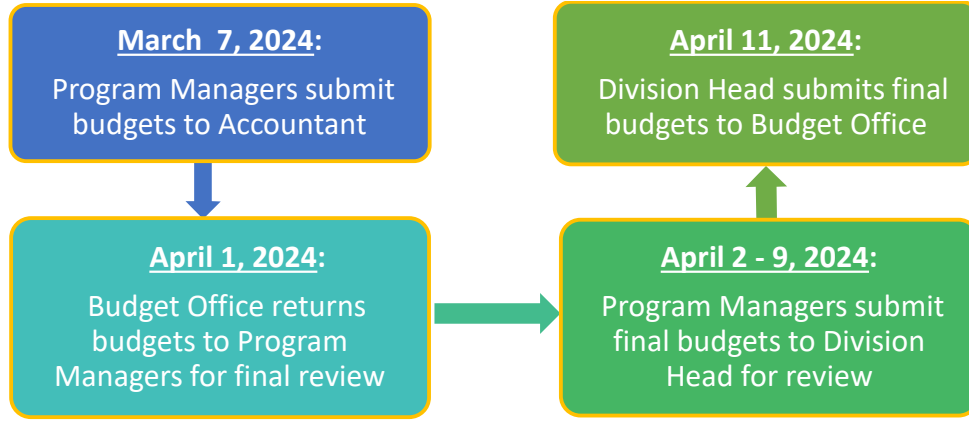 March  7, 2024:
Program Managers submit
budgets to Accountant
April 1, 2024:
Budget Office returns
budgets to Program
Managers for final review
April 2 - 9, 2024:
Program Managers submit
final budgets to Division
Head for review
April 11, 2024:
Division Head submits final
budgets to Budget Office